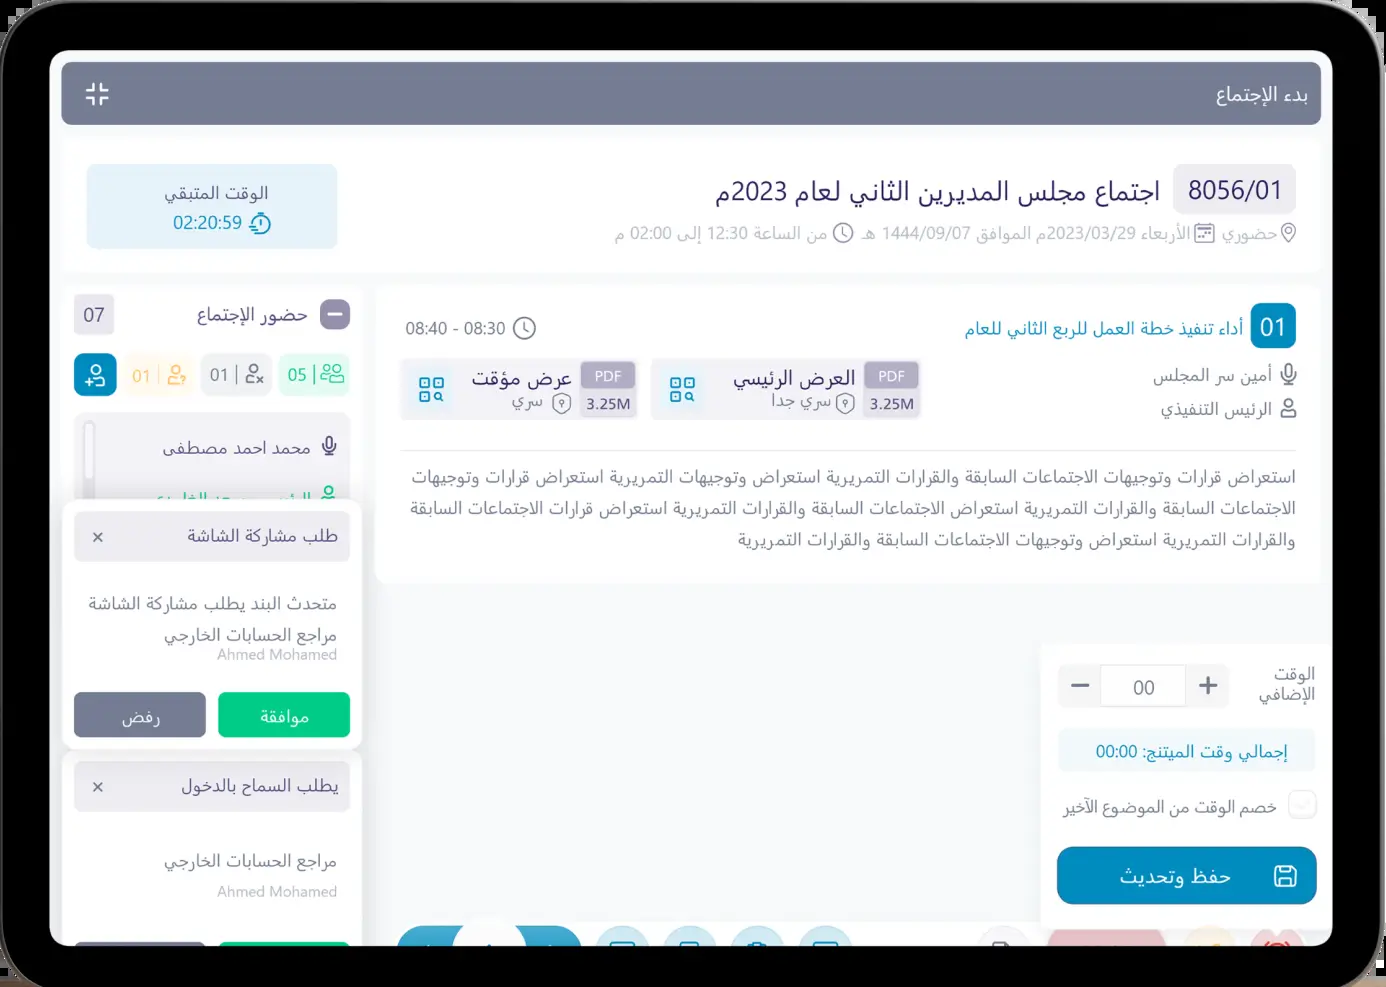 بدء الإجتماع
8056/01 اجتماع مجلس المديرين الثاني لعام 2023م
حضوري الأربعاء 2023/03/29م الموافق 1444/09/07 هـ من الساعة 12:30 إلى 02:00 م
الوقت المتبقي
02:20:59
01 أداء تنفيذ خطة العمل للربع الثاني للعام
08:30 - 08:40
أمين سر المجلس
الرئيس التنفيذي
PDF العرض الرئيسي
3.25M سري جدا
PDF عرض مؤقت
3.25M سري
استعراض قرارات وتوجيهات الاجتماعات السابقة والقرارات التمريرية استعراض وتوجيهات التمريرية استعراض قرارات وتوجيهات
الاجتماعات السابقة والقرارات التمريرية استعراض الاجتماعات السابقة والقرارات التمريرية استعراض قرارات الاجتماعات السابقة
والقرارات التمريرية استعراض وتوجيهات الاجتماعات السابقة والقرارات التمريرية
حضور الإجتماع 07
05 | 01 | 01
محمد احمد مصطفى
طلب مشاركة الشاشة
متحدث البند يطلب مشاركة الشاشة
مراجع الحسابات الخارجي
Ahmed Mohamed
موافقة رفض
يطلب السماح بالدخول
مراجع الحسابات الخارجي
Ahmed Mohamed
الوقت
الإضافي
+ 00 −
إجمالي وقت الميتنج: 00:00
خصم الوقت من الموضوع الآخير
حفظ وتحديث